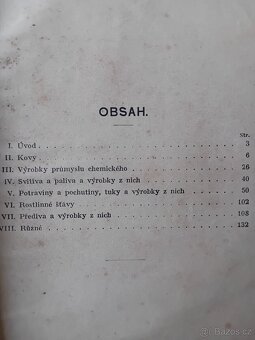 OBSAH.
Str.
I. Úvod 3
II. Kovy 6
III. Výrobky průmyslu chemického 26
IV. Svítiva a paliva a výrobky z nich 40
V. Potraviny a pochutiny, tuky a výrobky z nich 50
VI. Rostlinné šťávy 102
VII. Přediva a výrobky z nich 108
VIII. Různé 132
bazos.cz